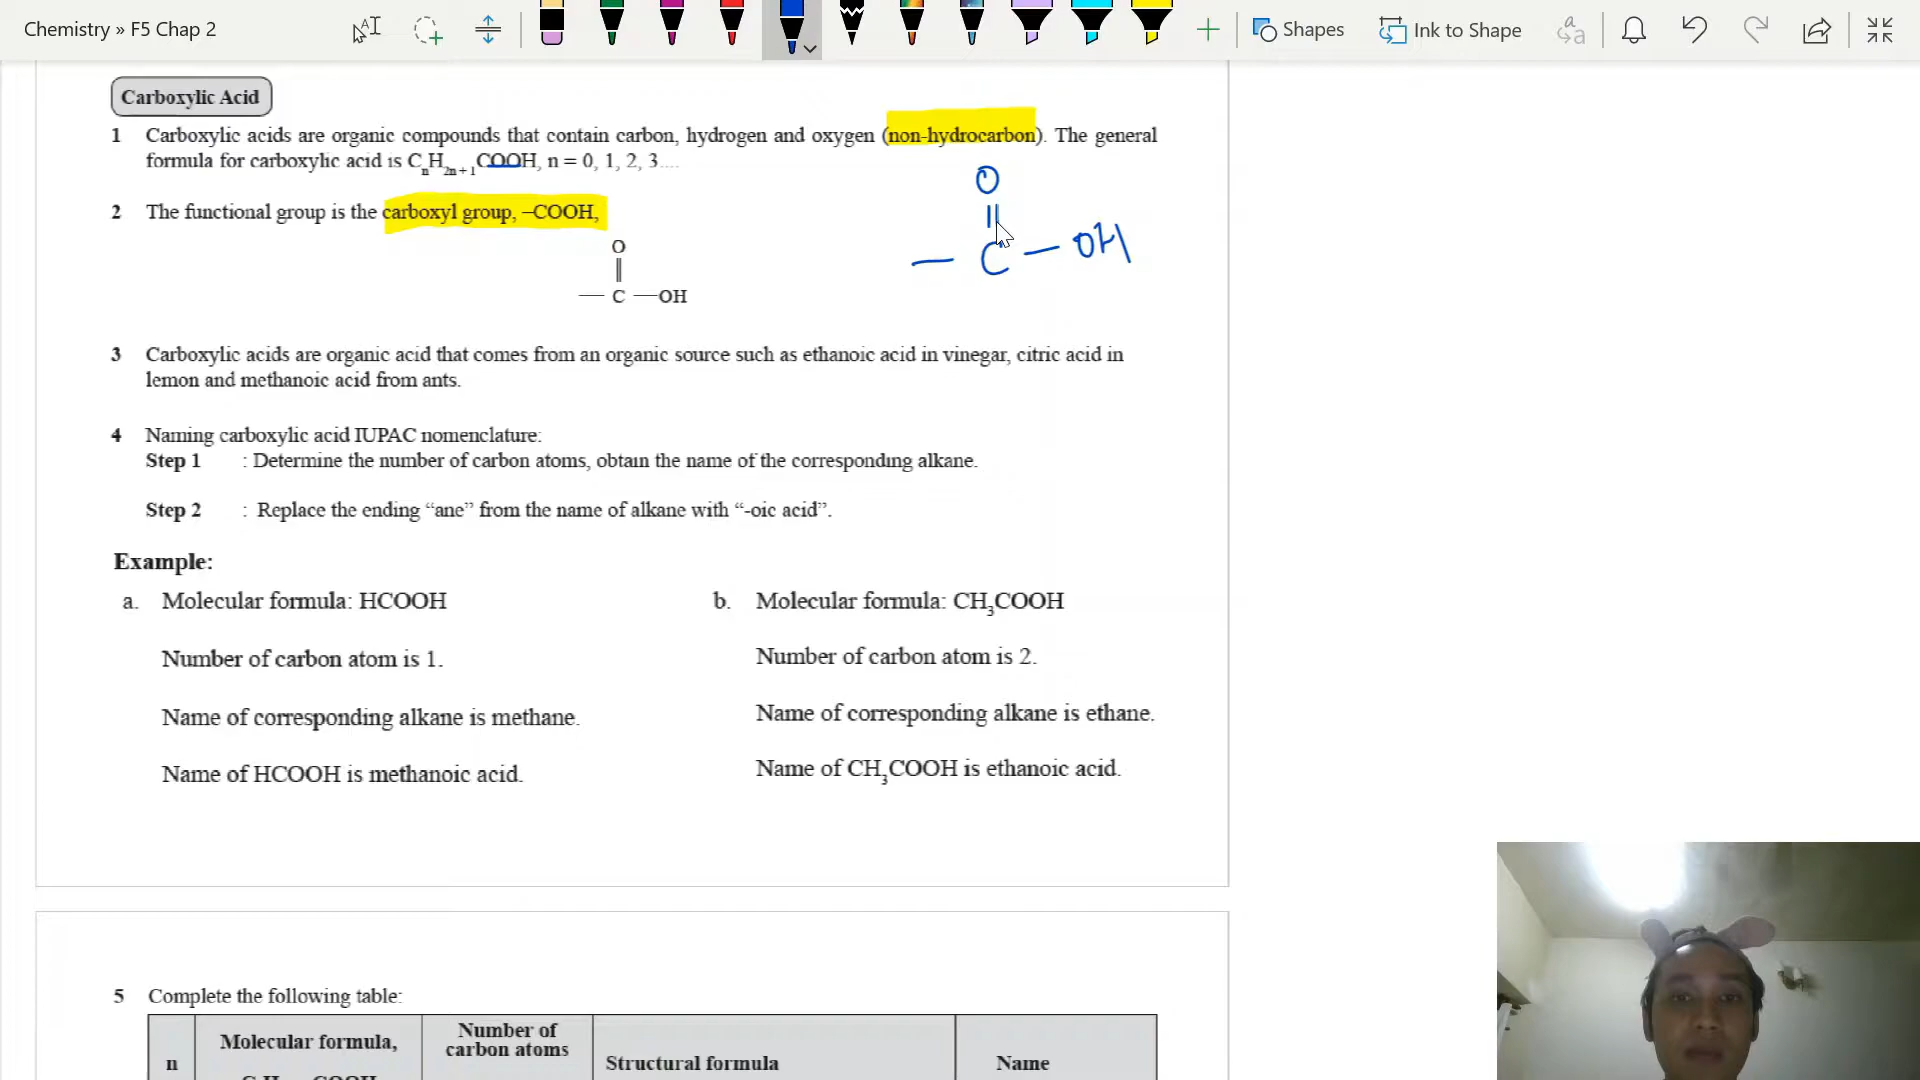 Chemistry » F5 Chap 2
Shapes
Ink to Shape
Carboxylic Acid
1 Carboxylic acids are organic compounds that contain carbon, hydrogen and oxygen (non-hydrocarbon). The general
formula for carboxylic acid is CₙH₂ₙ₊₁COOH, n = 0, 1, 2, 3....
O
||
— C — OH
2 The functional group is the carboxyl group, –COOH,
O
||
— C — OH
3 Carboxylic acids are organic acid that comes from an organic source such as ethanoic acid in vinegar, citric acid in
lemon and methanoic acid from ants.
4 Naming carboxylic acid IUPAC nomenclature:
Step 1 : Determine the number of carbon atoms, obtain the name of the corresponding alkane.
Step 2 : Replace the ending “ane” from the name of alkane with “-oic acid”.
Example:
a. Molecular formula: HCOOH
Number of carbon atom is 1.
Name of corresponding alkane is methane.
Name of HCOOH is methanoic acid.
b. Molecular formula: CH₃COOH
Number of carbon atom is 2.
Name of corresponding alkane is ethane.
Name of CH₃COOH is ethanoic acid.
5 Complete the following table:
n
Molecular formula,
Number of
carbon atoms
Structural formula
Name